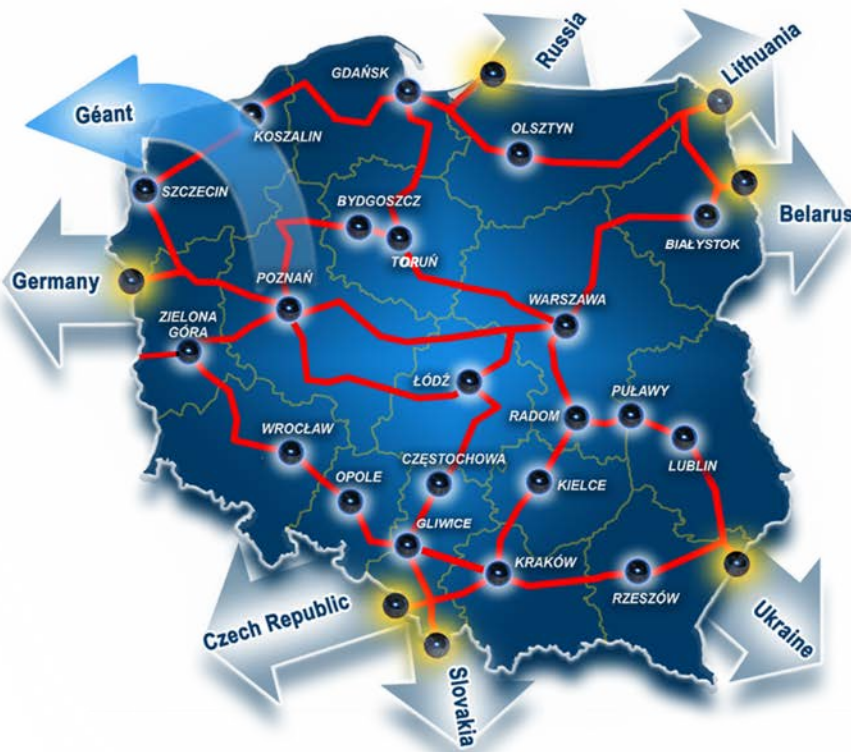 Russia
Lithuania
GDAŃSK
Géant
KOSZALIN
OLSZTYN
SZCZECIN
BYDGOSZCZ
Belarus
BIAŁYSTOK
TORUŃ
Germany
POZNAŃ
WARSZAWA
ZIELONA
GÓRA
ŁÓDŹ
PUŁAWY
RADOM
WROCŁAW
CZĘSTOCHOWA
LUBLIN
OPOLE
KIELCE
GLIWICE
KRAKÓW
RZESZÓW
Czech Republic
Ukraine
Slovakia